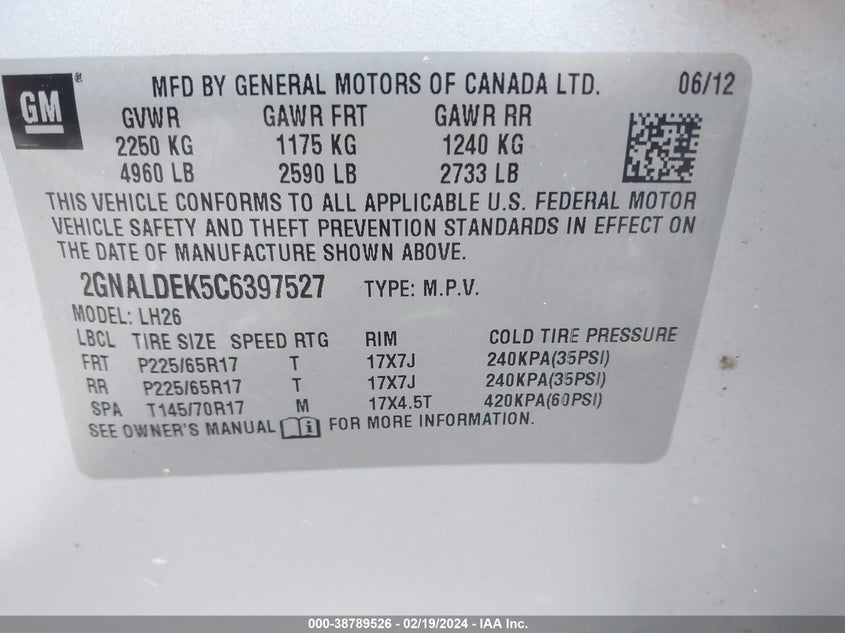 GM ® MFD BY GENERAL MOTORS OF CANADA LTD. 06/12
GVWR GAWR FRT GAWR RR
2250 KG 1175 KG 1240 KG
4960 LB 2590 LB 2733 LB
THIS VEHICLE CONFORMS TO ALL APPLICABLE U.S. FEDERAL MOTOR
VEHICLE SAFETY AND THEFT PREVENTION STANDARDS IN EFFECT ON
THE DATE OF MANUFACTURE SHOWN ABOVE.
2GNALDEK5C6397527 TYPE: M.P.V.
MODEL: LH26
LBCL TIRE SIZE SPEED RTG RIM COLD TIRE PRESSURE
FRT P225/65R17 T 17X7J 240KPA(35PSI)
RR P225/65R17 T 17X7J 240KPA(35PSI)
SPA T145/70R17 M 17X4.5T 420KPA(60PSI)
SEE OWNER'S MANUAL i FOR MORE INFORMATION.
000-38789526 - 02/19/2024 - IAA Inc.